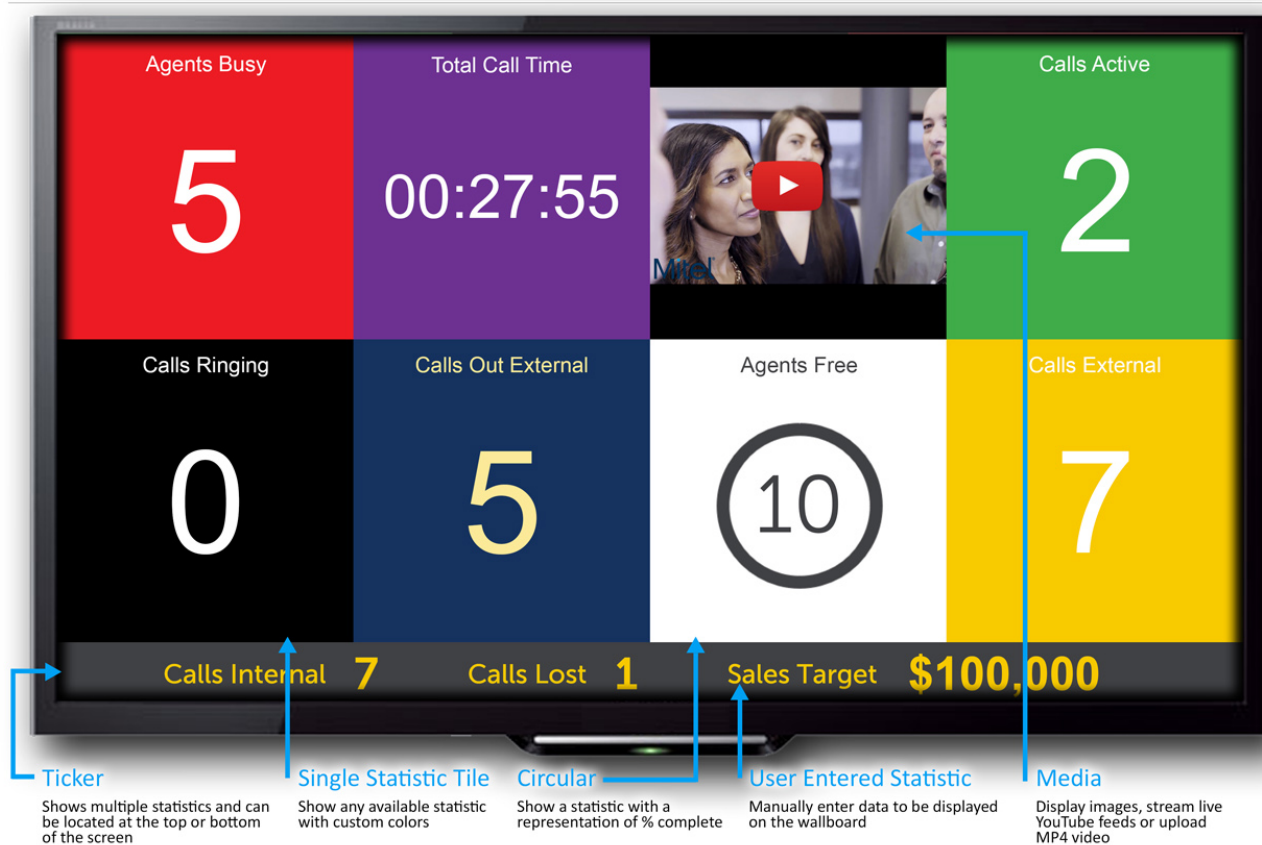 Agents Busy
5
Total Call Time
00:27:55
Mitel
Calls Active
2
Calls Ringing
0
Calls Out External
5
Agents Free
10
Calls External
7
Calls Internal 7 Calls Lost 1 Sales Target $100,000
Ticker
Shows multiple statistics and can
be located at the top or bottom
of the screen
Single Statistic Tile
Show any available statistic
with custom colors
Circular
Show a statistic with a
representation of % complete
User Entered Statistic
Manually enter data to be displayed
on the wallboard
Media
Display images, stream live
YouTube feeds or upload
MP4 video